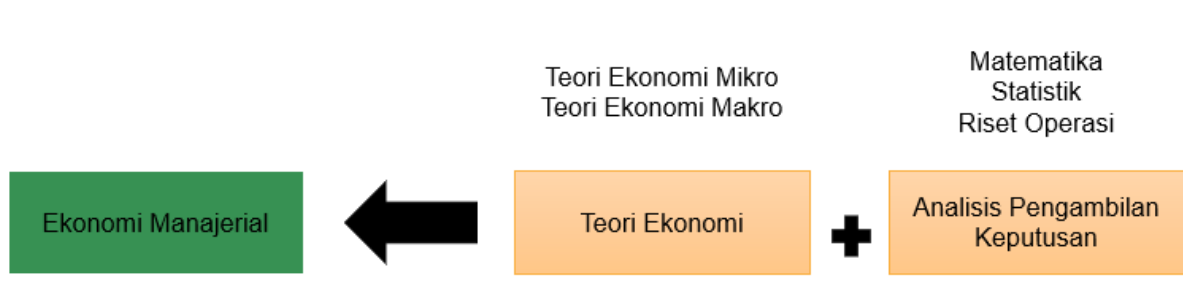 Teori Ekonomi Mikro
Teori Ekonomi Makro
Matematika
Statistik
Riset Operasi
Ekonomi Manajerial
Teori Ekonomi
Analisis Pengambilan
Keputusan